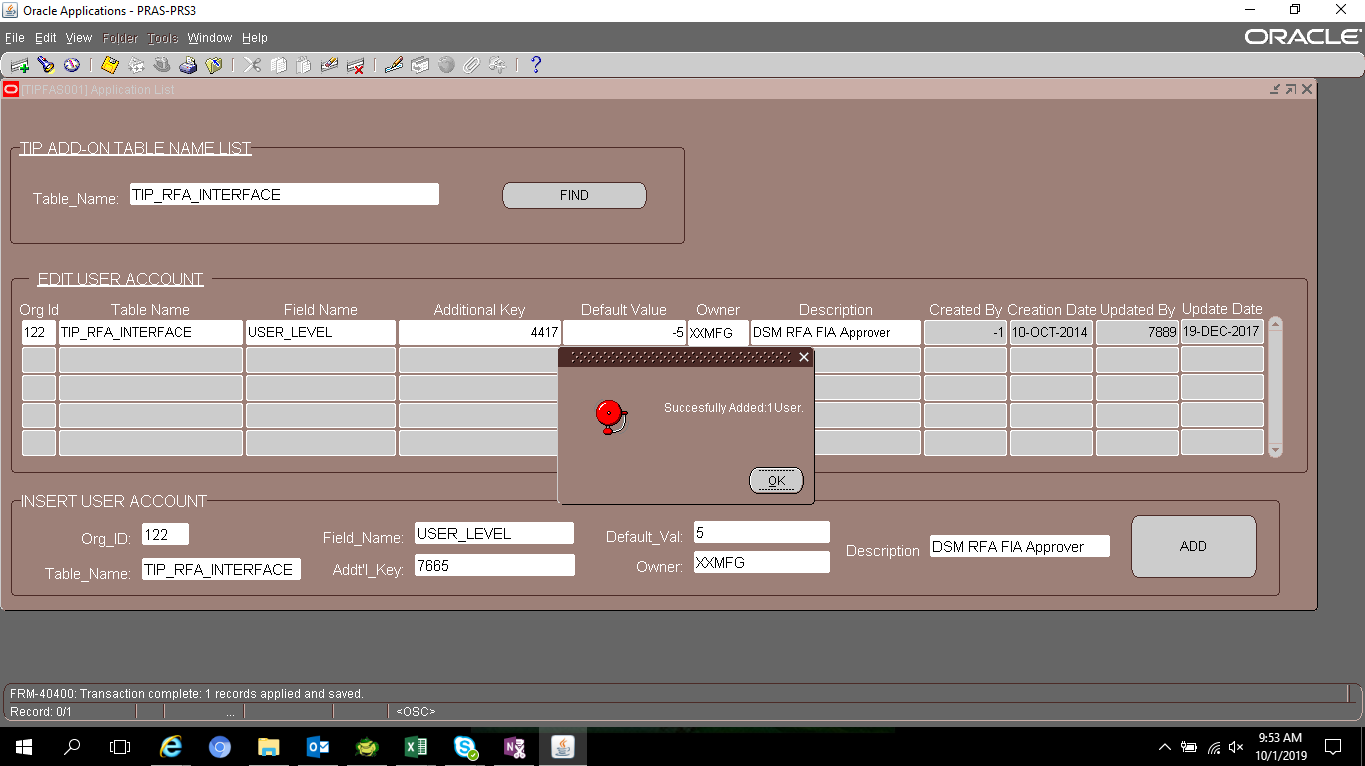 Oracle Applications - PRAS-PRS3
File Edit View Folder Tools Window Help
ORACLE
[TIPFAS001] Application List
TIP ADD-ON TABLE NAME LIST
Table_Name: TIP_RFA_INTERFACE FIND
EDIT USER ACCOUNT
Org Id Table Name Field Name Additional Key Default Value Owner Description Created By Creation Date Updated By Update Date
122 TIP_RFA_INTERFACE USER_LEVEL 4417 -5 XXMFG DSM RFA FIA Approver -1 10-OCT-2014 7889 19-DEC-2017
Succesfully Added:1User.
OK
INSERT USER ACCOUNT
Org_ID: 122 Field_Name: USER_LEVEL Default_Val: 5
Description DSM RFA FIA Approver ADD
Table_Name: TIP_RFA_INTERFACE Addt'l_Key: 7665 Owner: XXMFG
FRM-40400: Transaction complete: 1 records applied and saved.
Record: 0/1 ... <OSC>
9:53 AM
10/1/2019